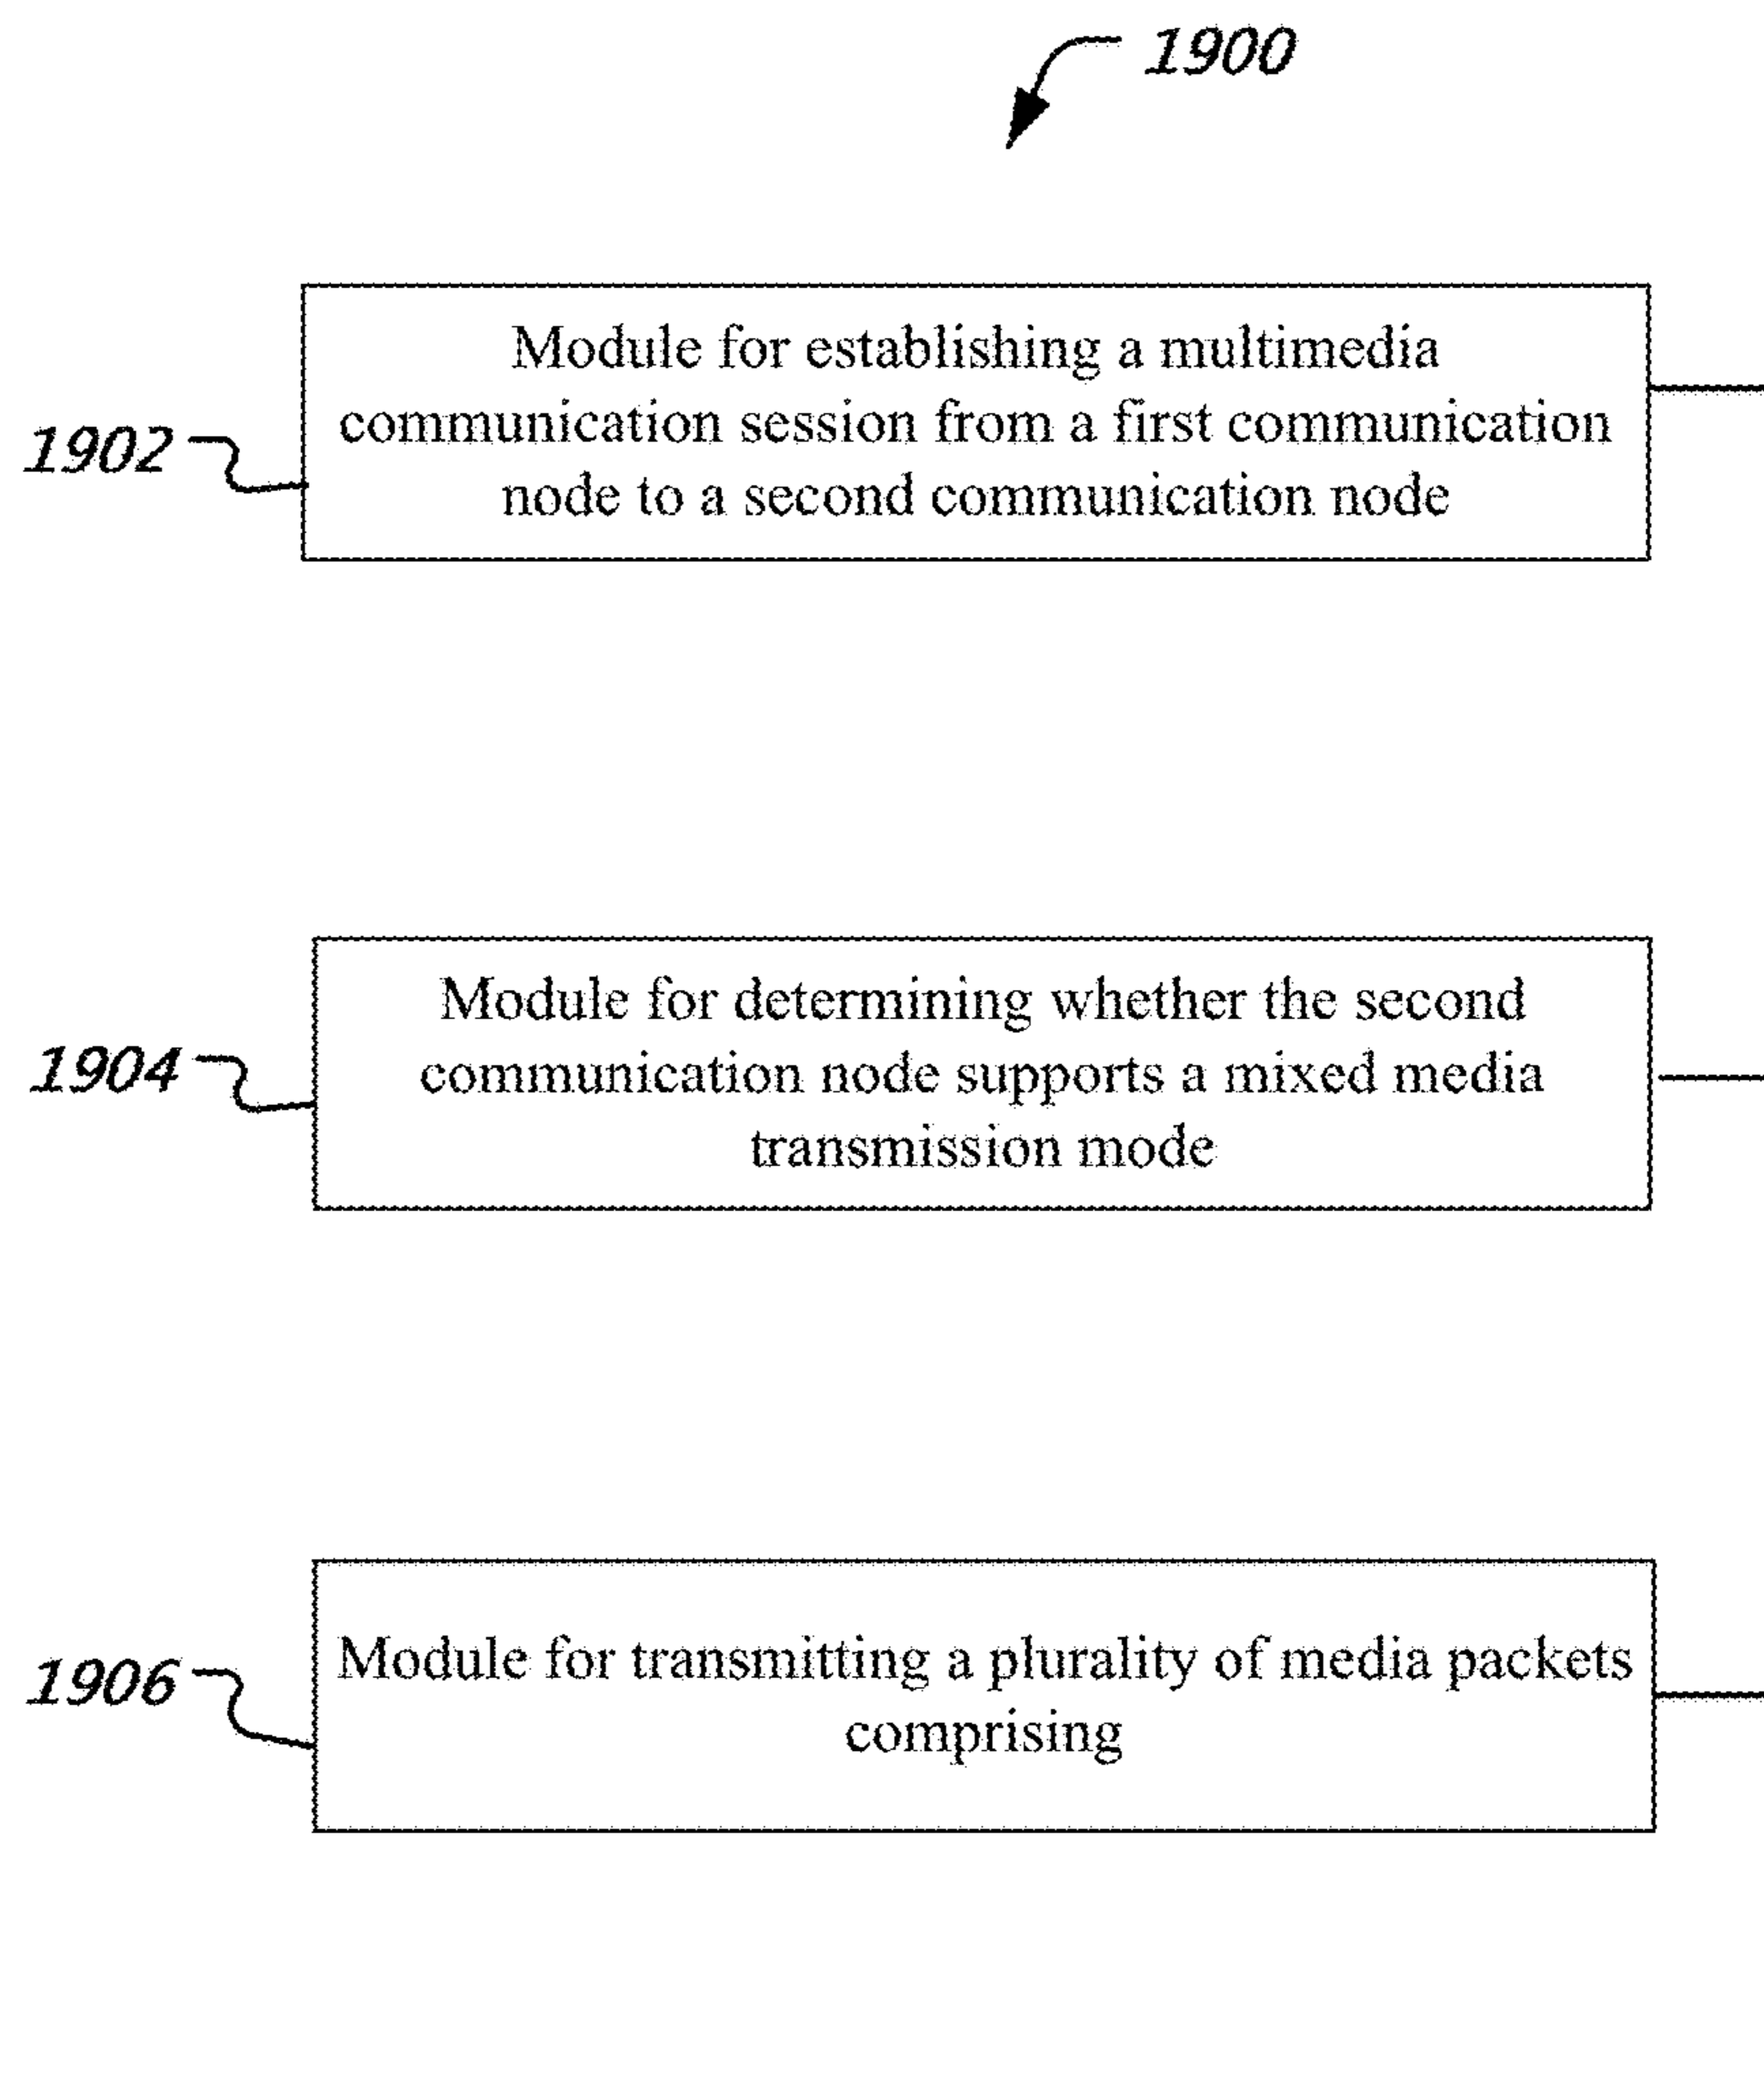 1900
Module for establishing a multimedia
communication session from a first communication
node to a second communication node
1902
Module for determining whether the second
communication node supports a mixed media
transmission mode
1904
Module for transmitting a plurality of media packets
comprising
1906